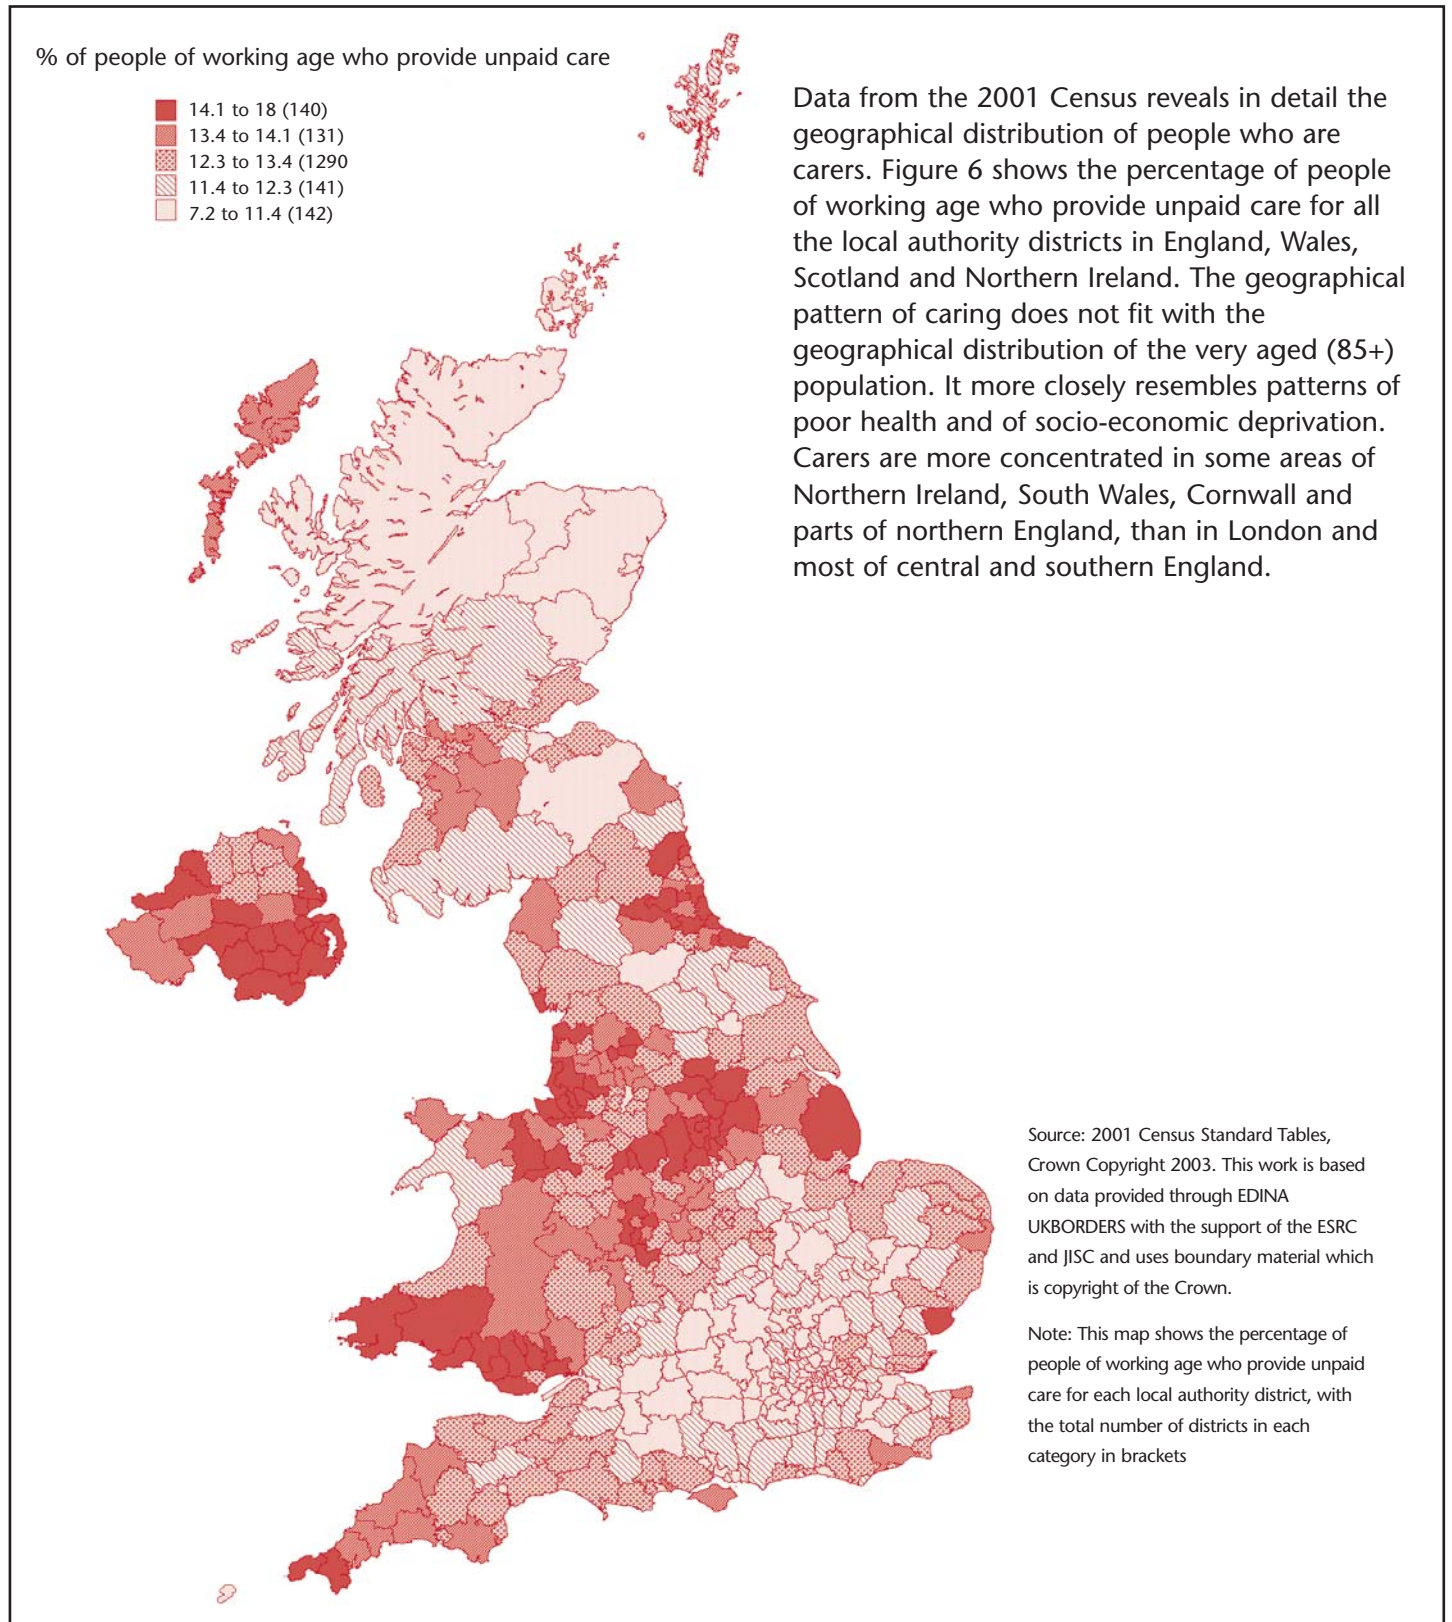 % of people of working age who provide unpaid care
14.1 to 18 (140)
13.4 to 14.1 (131)
12.3 to 13.4 (1290
11.4 to 12.3 (141)
7.2 to 11.4 (142)
Data from the 2001 Census reveals in detail the
geographical distribution of people who are
carers. Figure 6 shows the percentage of people
of working age who provide unpaid care for all
the local authority districts in England, Wales,
Scotland and Northern Ireland. The geographical
pattern of caring does not fit with the
geographical distribution of the very aged (85+)
population. It more closely resembles patterns of
poor health and of socio-economic deprivation.
Carers are more concentrated in some areas of
Northern Ireland, South Wales, Cornwall and
parts of northern England, than in London and
most of central and southern England.
Source: 2001 Census Standard Tables,
Crown Copyright 2003. This work is based
on data provided through EDINA
UKBORDERS with the support of the ESRC
and JISC and uses boundary material which
is copyright of the Crown.
Note: This map shows the percentage of
people of working age who provide unpaid
care for each local authority district, with
the total number of districts in each
category in brackets